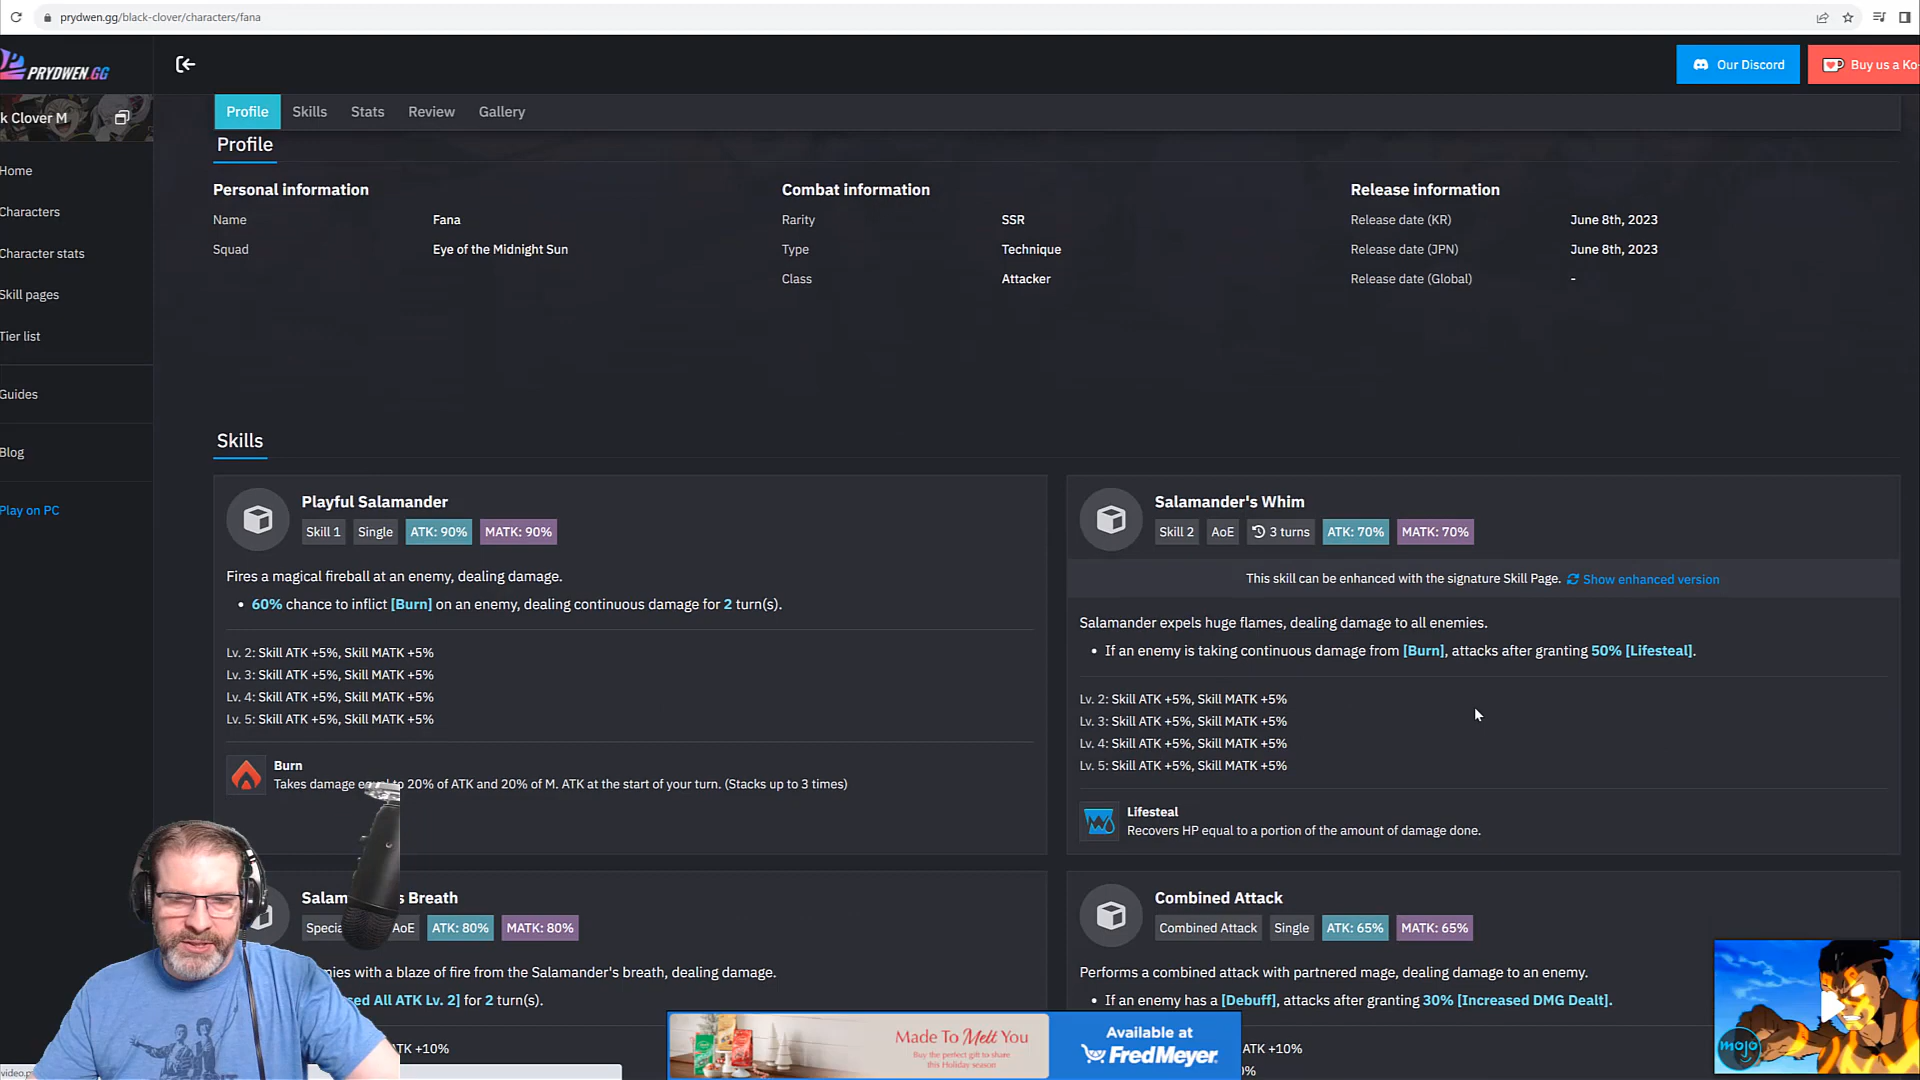 prydwen.gg/black-clover/characters/fana
PRYDWEN.GG
Our Discord
Buy us a Ko-
k Clover M
Home
Characters
Character stats
Skill pages
Tier list
Guides
Blog
Play on PC
Profile Skills Stats Review Gallery
Profile
Personal information
Name Fana
Squad Eye of the Midnight Sun
Combat information
Rarity SSR
Type Technique
Class Attacker
Release information
Release date (KR) June 8th, 2023
Release date (JPN) June 8th, 2023
Release date (Global) -
Skills
Playful Salamander
Skill 1 Single ATK: 90% MATK: 90%
Fires a magical fireball at an enemy, dealing damage.
• 60% chance to inflict [Burn] on an enemy, dealing continuous damage for 2 turn(s).
Lv. 2: Skill ATK +5%, Skill MATK +5%
Lv. 3: Skill ATK +5%, Skill MATK +5%
Lv. 4: Skill ATK +5%, Skill MATK +5%
Lv. 5: Skill ATK +5%, Skill MATK +5%
Burn
Takes damage to 20% of ATK and 20% of M. ATK at the start of your turn. (Stacks up to 3 times)
Salamander's Whim
Skill 2 AoE 3 turns ATK: 70% MATK: 70%
This skill can be enhanced with the signature Skill Page. Show enhanced version
Salamander expels huge flames, dealing damage to all enemies.
• If an enemy is taking continuous damage from [Burn], attacks after granting 50% [Lifesteal].
Lv. 2: Skill ATK +5%, Skill MATK +5%
Lv. 3: Skill ATK +5%, Skill MATK +5%
Lv. 4: Skill ATK +5%, Skill MATK +5%
Lv. 5: Skill ATK +5%, Skill MATK +5%
Lifesteal
Recovers HP equal to a portion of the amount of damage done.
Salam s Breath
Specia AoE ATK: 80% MATK: 80%
mies with a blaze of fire from the Salamander's breath, dealing damage.
sed All ATK Lv. 2] for 2 turn(s).
ATK +10%
Combined Attack
Combined Attack Single ATK: 65% MATK: 65%
Performs a combined attack with partnered mage, dealing damage to an enemy.
• If an enemy has a [Debuff], attacks after granting 30% [Increased DMG Dealt].
ATK +10%
Made To Melt You
Buy the perfect gift to share
this Holiday season
Available at
FredMeyer
mojo
video.p